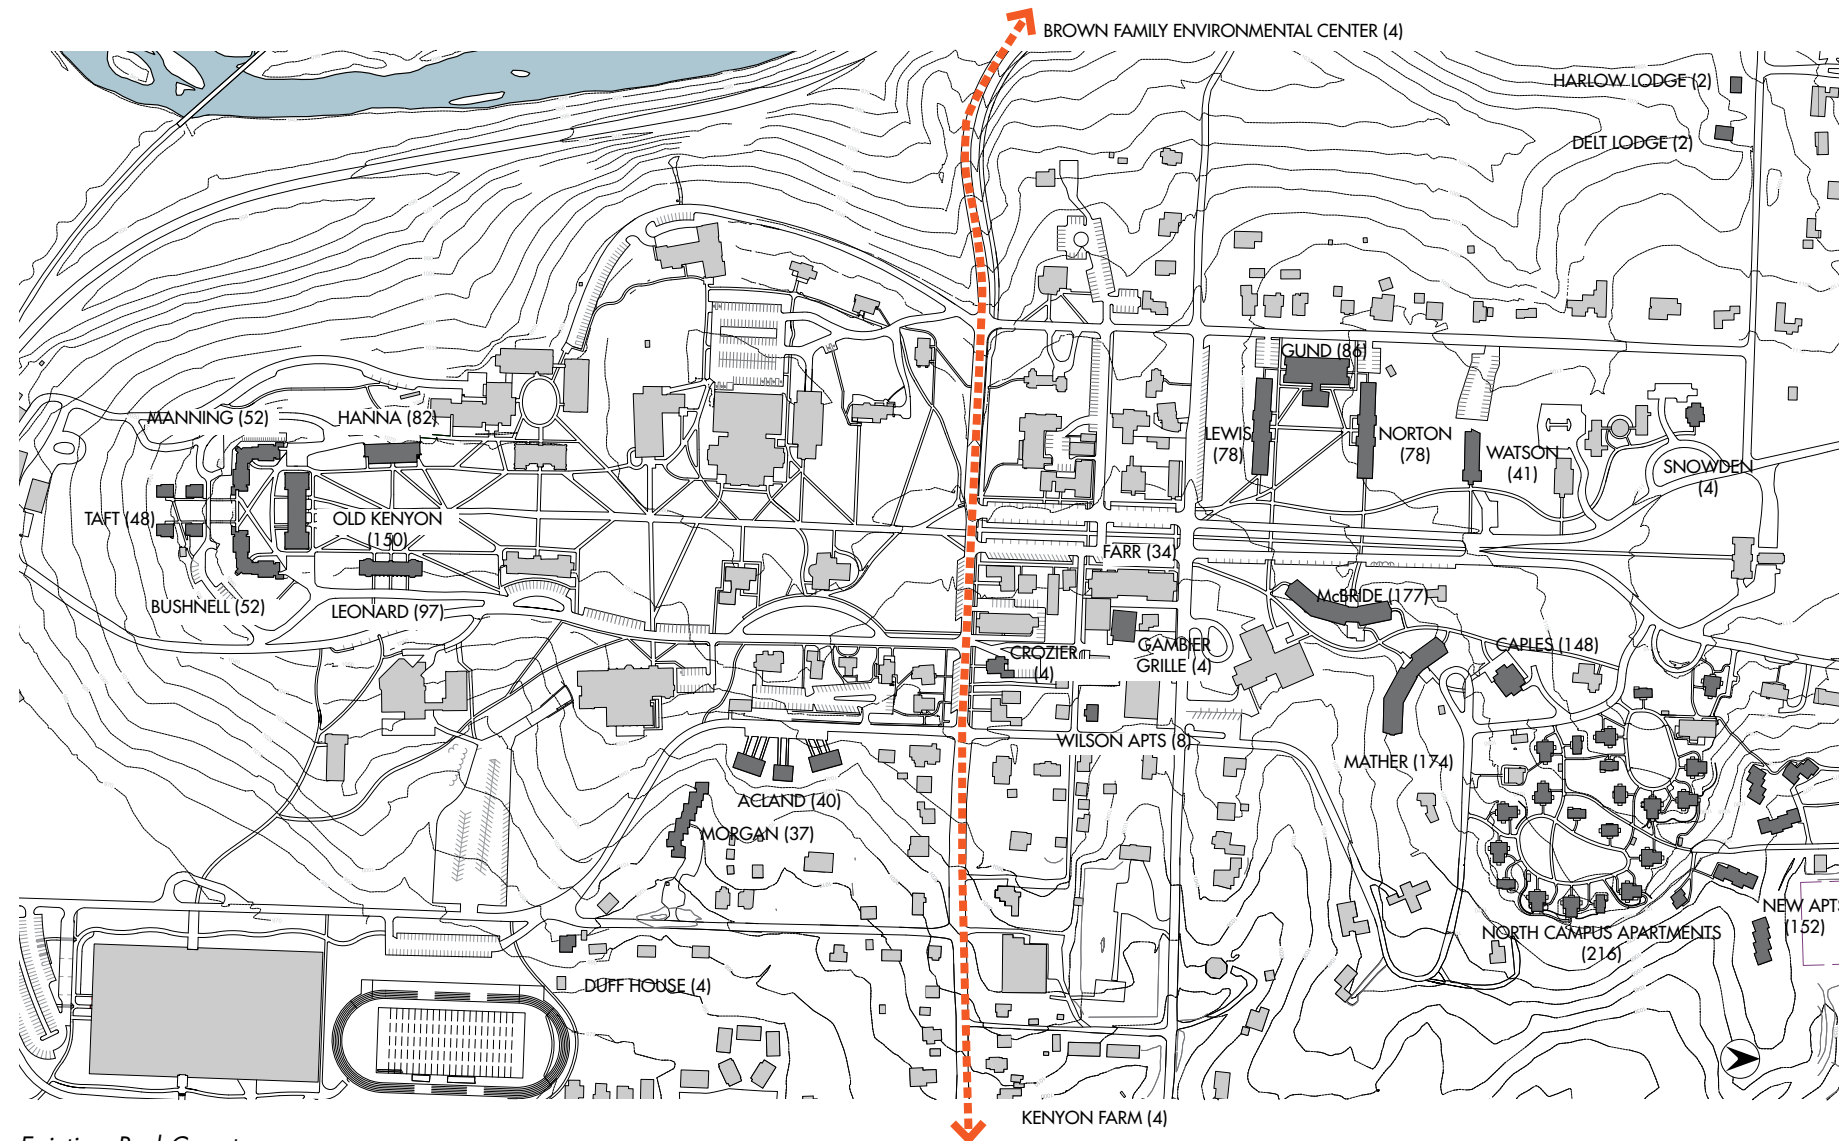 BROWN FAMILY ENVIRONMENTAL CENTER (4)
HARLOW LODGE (2)
DELT LODGE (2)
GUND (86)
MANNING (52)
HANNA (82)
LEWIS
(78)
NORTON
(78)
WATSON
(41)
SNOWDEN
(4)
TAFT (48)
OLD KENYON
(150)
FARR (34)
BUSHNELL (52)
LEONARD (97)
McBRIDE (177)
CROZIER
(4)
GAMBIER
GRILLE (4)
CAPLES (148)
WILSON APTS (8)
MATHER (174)
ACLAND (40)
MORGAN (37)
NEW APTS
(152)
NORTH CAMPUS APARTMENTS
(216)
DUFF HOUSE (4)
KENYON FARM (4)